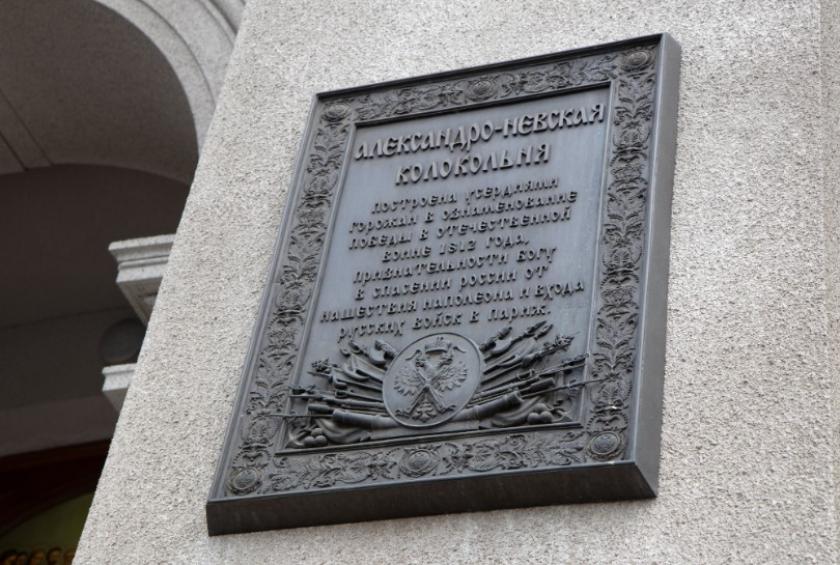 АЛЕКСАНДРО-НЕВСКАЯ
КОЛОКОЛЬНЯ
ПОСТРОЕНА УСЕРДИЯМИ
ГОРОЖАН В ОЗНАМЕНОВАНИЕ
ПОБЕДЫ В ОТЕЧЕСТВЕННОЙ
ВОЙНЕ 1812 ГОДА,
ПРИЗНАТЕЛЬНОСТИ БОГУ
В СПАСЕНИИ РОССИИ ОТ
НАШЕСТВИЯ НАПОЛЕОНА И ВХОДА
РУССКИХ ВОЙСК В ПАРИЖ.